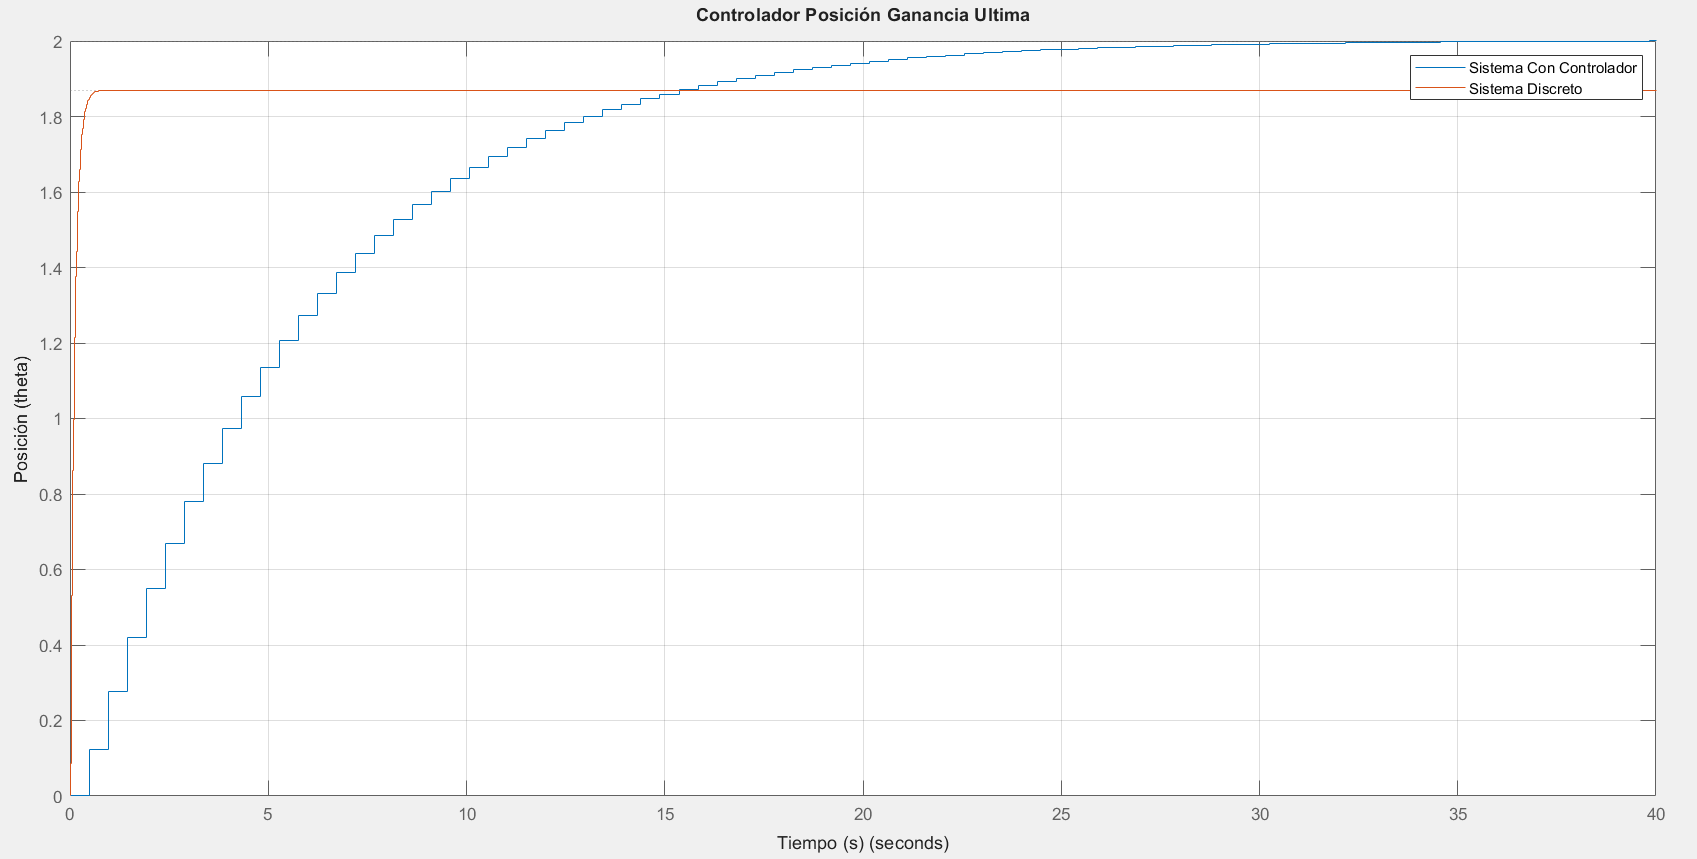 Controlador Posición Ganancia Ultima
Sistema Con Controlador
Sistema Discreto
2
1.8
1.6
1.4
1.2
1
0.8
0.6
0.4
0.2
0
Posición (theta)
0 5 10 15 20 25 30 35 40
Tiempo (s) (seconds)